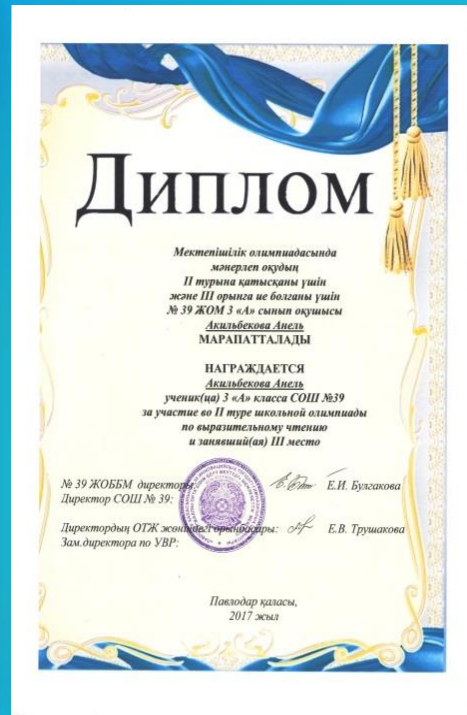 Диплом
Мектепішілік олимпиадасында
мәнерлеп оқудың
II турына қатысқаны үшін
және III орынга ие болганы үшін
№ 39 ЖОМ 3 «А» сынып оқушысы
Акильбекова Анель
МАРАПАТТАЛАДЫ
НАГРАЖДАЕТСЯ
Акильбекова Анель
ученик(ца) 3 «А» класса СОШ №39
за участие во II туре школьной олимпиады
по выразительному чтению
и занявший(ая) III место
№ 39 ЖОББМ директоры: Е.И. Булгакова
Директор СОШ № 39:
Директордың ОТЖ жөніндегі орынбасары: Е.В. Трушакова
Зам.директора по УВР:
Павлодар қаласы,
2017 жыл